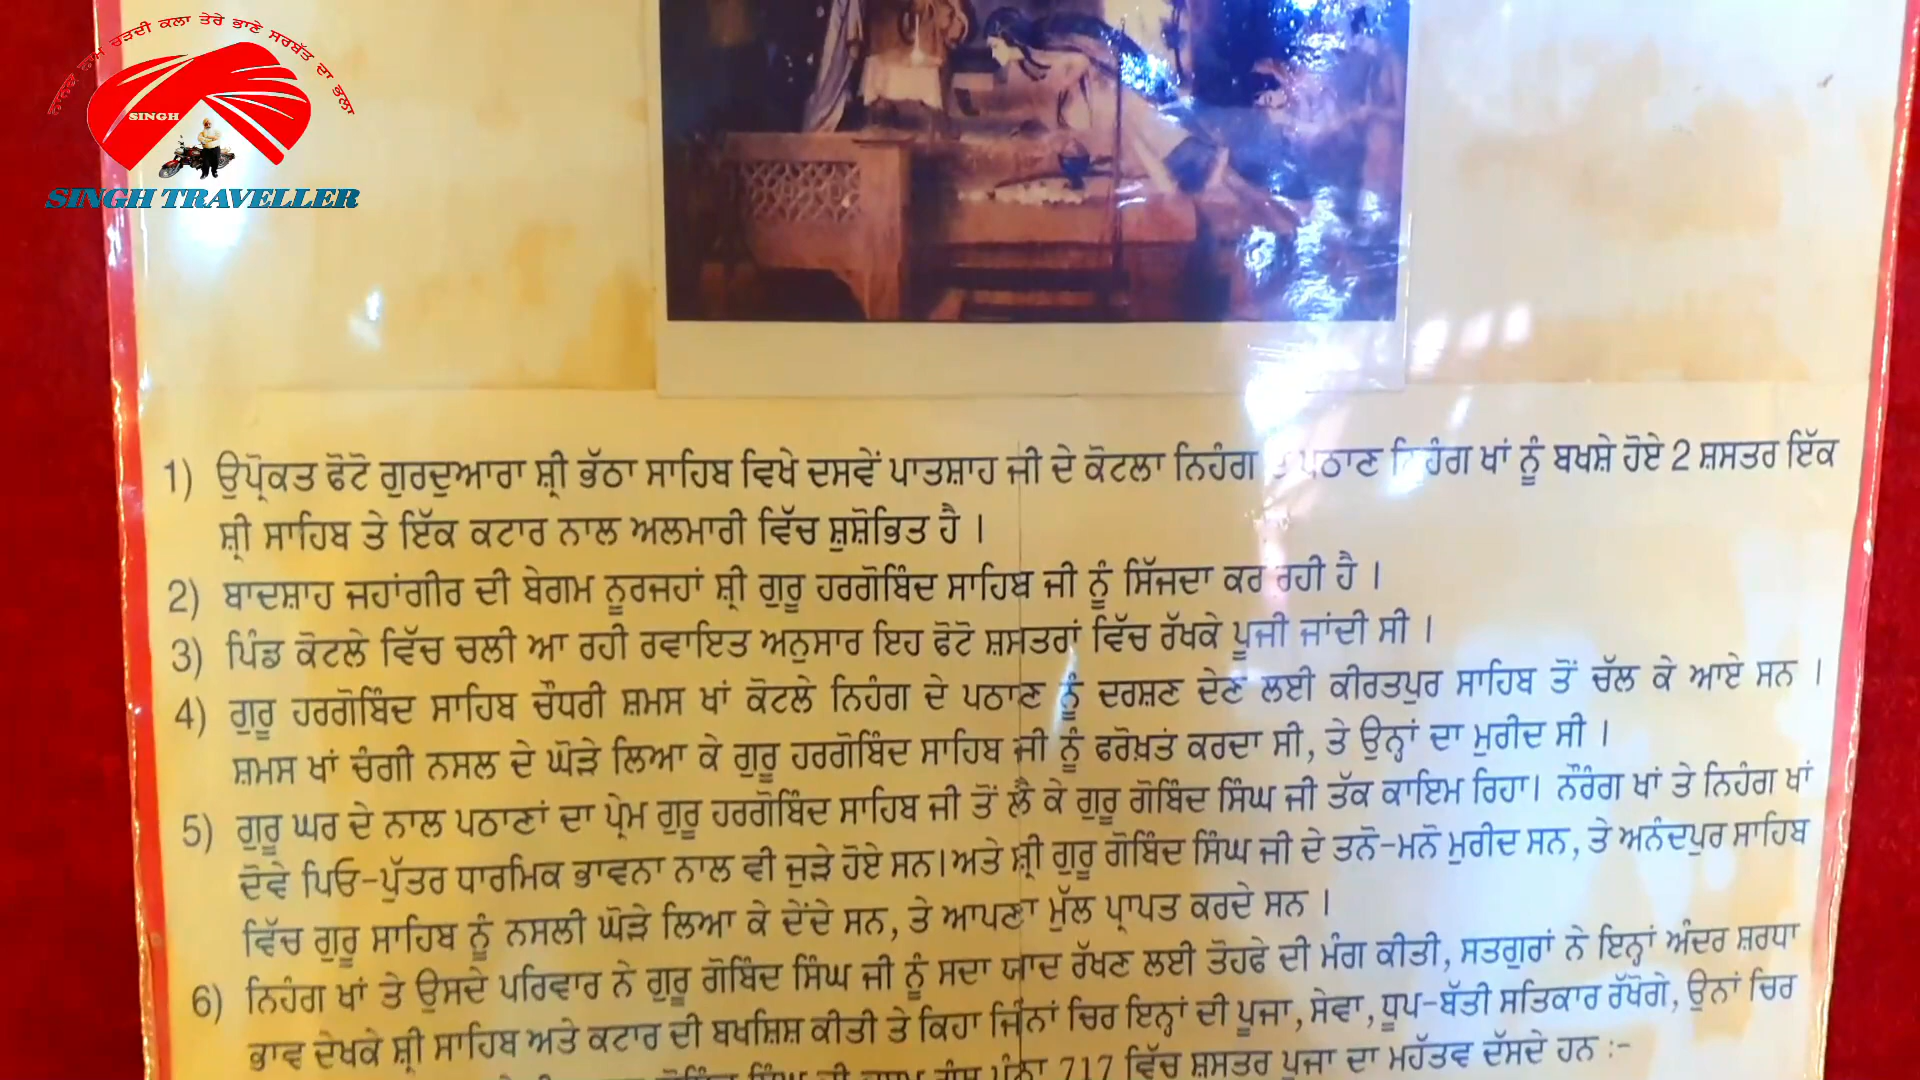 ਨਾਨਕ ਨਾਮ ਚੜਦੀ ਕਲਾ ਤੇਰੇ ਭਾਣੇ ਸਰਬੱਤ ਦਾ ਭਲਾ
SINGH
SINGH TRAVELLER
1) ਉਪ੍ਰੋਕਤ ਫੋਟੋ ਗੁਰਦੁਆਰਾ ਸ਼੍ਰੀ ਭੱਠਾ ਸਾਹਿਬ ਵਿਖੇ ਦਸਵੇਂ ਪਾਤਸ਼ਾਹ ਜੀ ਦੇ ਕੋਟਲਾ ਨਿਹੰਗ ਪਠਾਣ ਨਿਹੰਗ ਖਾਂ ਨੂੰ ਬਖਸ਼ੇ ਹੋਏ 2 ਸ਼ਸਤਰ ਇੱਕ
ਸ਼੍ਰੀ ਸਾਹਿਬ ਤੇ ਇੱਕ ਕਟਾਰ ਨਾਲ ਅਲਮਾਰੀ ਵਿੱਚ ਸ਼ੁਸ਼ੋਭਿਤ ਹੈ ।
2) ਬਾਦਸ਼ਾਹ ਜਹਾਂਗੀਰ ਦੀ ਬੇਗਮ ਨੂਰਜਹਾਂ ਸ਼੍ਰੀ ਗੁਰੂ ਹਰਗੋਬਿੰਦ ਸਾਹਿਬ ਜੀ ਨੂੰ ਸਿੱਜਦਾ ਕਰ ਰਹੀ ਹੈ ।
3) ਪਿੰਡ ਕੋਟਲੇ ਵਿੱਚ ਚਲੀ ਆ ਰਹੀ ਰਵਾਇਤ ਅਨੁਸਾਰ ਇਹ ਫੋਟੋ ਸ਼ਸਤਰਾਂ ਵਿੱਚ ਰੱਖਕੇ ਪੂਜੀ ਜਾਂਦੀ ਸੀ ।
4) ਗੁਰੂ ਹਰਗੋਬਿੰਦ ਸਾਹਿਬ ਚੌਧਰੀ ਸ਼ਮਸ ਖਾਂ ਕੋਟਲੇ ਨਿਹੰਗ ਦੇ ਪਠਾਣ ਨੂੰ ਦਰਸ਼ਣ ਦੇਣ ਲਈ ਕੀਰਤਪੁਰ ਸਾਹਿਬ ਤੋਂ ਚੱਲ ਕੇ ਆਏ ਸਨ ।
ਸ਼ਮਸ ਖਾਂ ਚੰਗੀ ਨਸਲ ਦੇ ਘੋੜੇ ਲਿਆ ਕੇ ਗੁਰੂ ਹਰਗੋਬਿੰਦ ਸਾਹਿਬ ਜੀ ਨੂੰ ਫਰੋਖ਼ਤ ਕਰਦਾ ਸੀ, ਤੇ ਉਨ੍ਹਾਂ ਦਾ ਮੁਰੀਦ ਸੀ ।
5) ਗੁਰੂ ਘਰ ਦੇ ਨਾਲ ਪਠਾਣਾਂ ਦਾ ਪ੍ਰੇਮ ਗੁਰੂ ਹਰਗੋਬਿੰਦ ਸਾਹਿਬ ਜੀ ਤੋਂ ਲੈ ਕੇ ਗੁਰੂ ਗੋਬਿੰਦ ਸਿੰਘ ਜੀ ਤੱਕ ਕਾਇਮ ਰਿਹਾ। ਨੌਰੰਗ ਖਾਂ ਤੇ ਨਿਹੰਗ ਖਾਂ
ਦੋਵੇਂ ਪਿਓ-ਪੁੱਤਰ ਧਾਰਮਿਕ ਭਾਵਨਾ ਨਾਲ ਵੀ ਜੁੜੇ ਹੋਏ ਸਨ।ਅਤੇ ਸ਼੍ਰੀ ਗੁਰੂ ਗੋਬਿੰਦ ਸਿੰਘ ਜੀ ਦੇ ਤਨੋ-ਮਨੋ ਮੁਰੀਦ ਸਨ, ਤੇ ਅਨੰਦਪੁਰ ਸਾਹਿਬ
ਵਿੱਚ ਗੁਰੂ ਸਾਹਿਬ ਨੂੰ ਨਸਲੀ ਘੋੜੇ ਲਿਆ ਕੇ ਦੇਂਦੇ ਸਨ, ਤੇ ਆਪਣਾ ਮੁੱਲ ਪ੍ਰਾਪਤ ਕਰਦੇ ਸਨ ।
6) ਨਿਹੰਗ ਖਾਂ ਤੇ ਉਸਦੇ ਪਰਿਵਾਰ ਨੇ ਗੁਰੂ ਗੋਬਿੰਦ ਸਿੰਘ ਜੀ ਨੂੰ ਸਦਾ ਯਾਦ ਰੱਖਣ ਲਈ ਤੋਹਫੇ ਦੀ ਮੰਗ ਕੀਤੀ, ਸਤਗੁਰਾਂ ਨੇ ਇਨ੍ਹਾਂ ਅੰਦਰ ਸ਼ਰਧਾ
ਭਾਵ ਦੇਖਕੇ ਸ਼੍ਰੀ ਸਾਹਿਬ ਅਤੇ ਕਟਾਰ ਦੀ ਬਖਸ਼ਿਸ਼ ਕੀਤੀ ਤੇ ਕਿਹਾ ਜਿੰਨਾਂ ਚਿਰ ਇਨ੍ਹਾਂ ਦੀ ਪੂਜਾ, ਸੇਵਾ, ਧੂਪ-ਬੱਤੀ ਸਤਿਕਾਰ ਰੱਖੋਗੇ, ਉਨਾਂ ਚਿਰ
717 ਵਿੱਚ ਸ਼ਸਤਰ ਪੂਜਾ ਦਾ ਮਹੱਤਵ ਦੱਸਦੇ ਹਨ :-